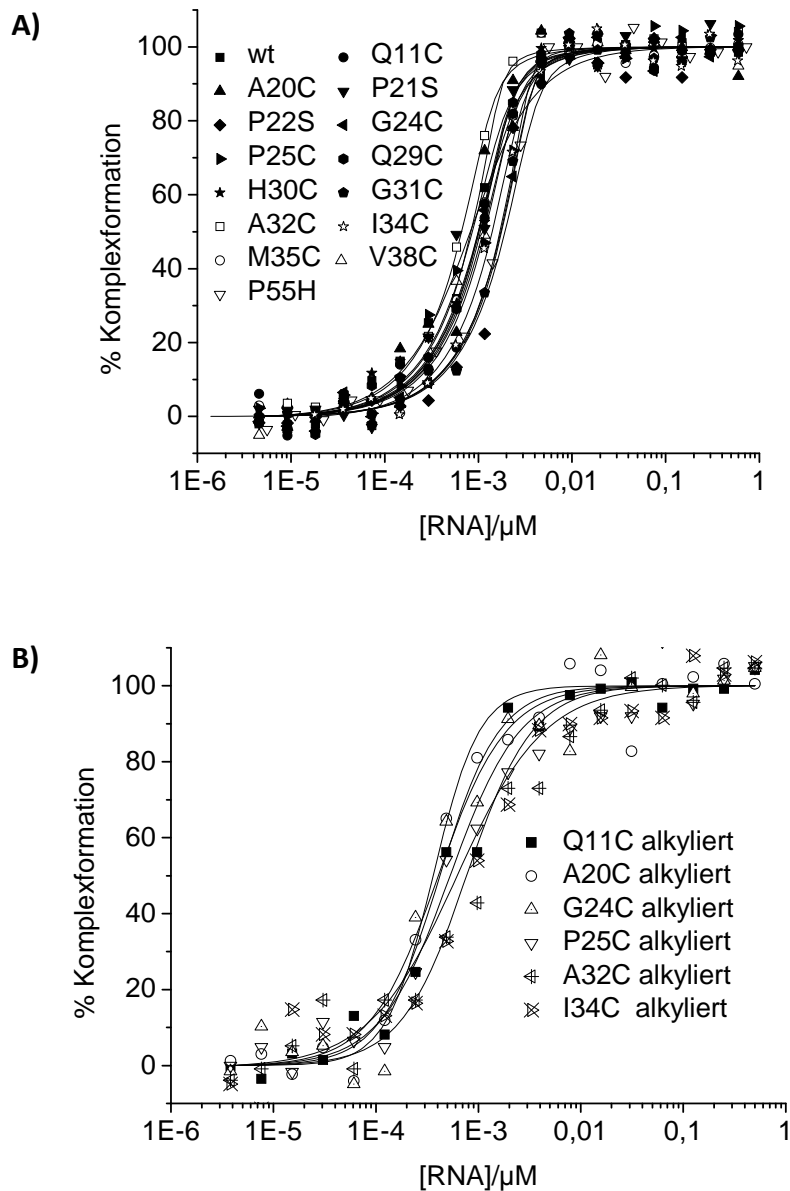 A)
wt Q11C
A20C P21S
P22S G24C
P25C Q29C
H30C G31C
A32C I34C
M35C V38C
P55H
% Komplexformation
100
80
60
40
20
0
1E-6 1E-5 1E-4 1E-3 0,01 0,1 1
[RNA]/µM
B)
% Komplexformation
100
80
60
40
20
0
Q11C alkyliert
A20C alkyliert
G24C alkyliert
P25C alkyliert
A32C alkyliert
I34C alkyliert
1E-6 1E-5 1E-4 1E-3 0,01 0,1 1
[RNA]/µM